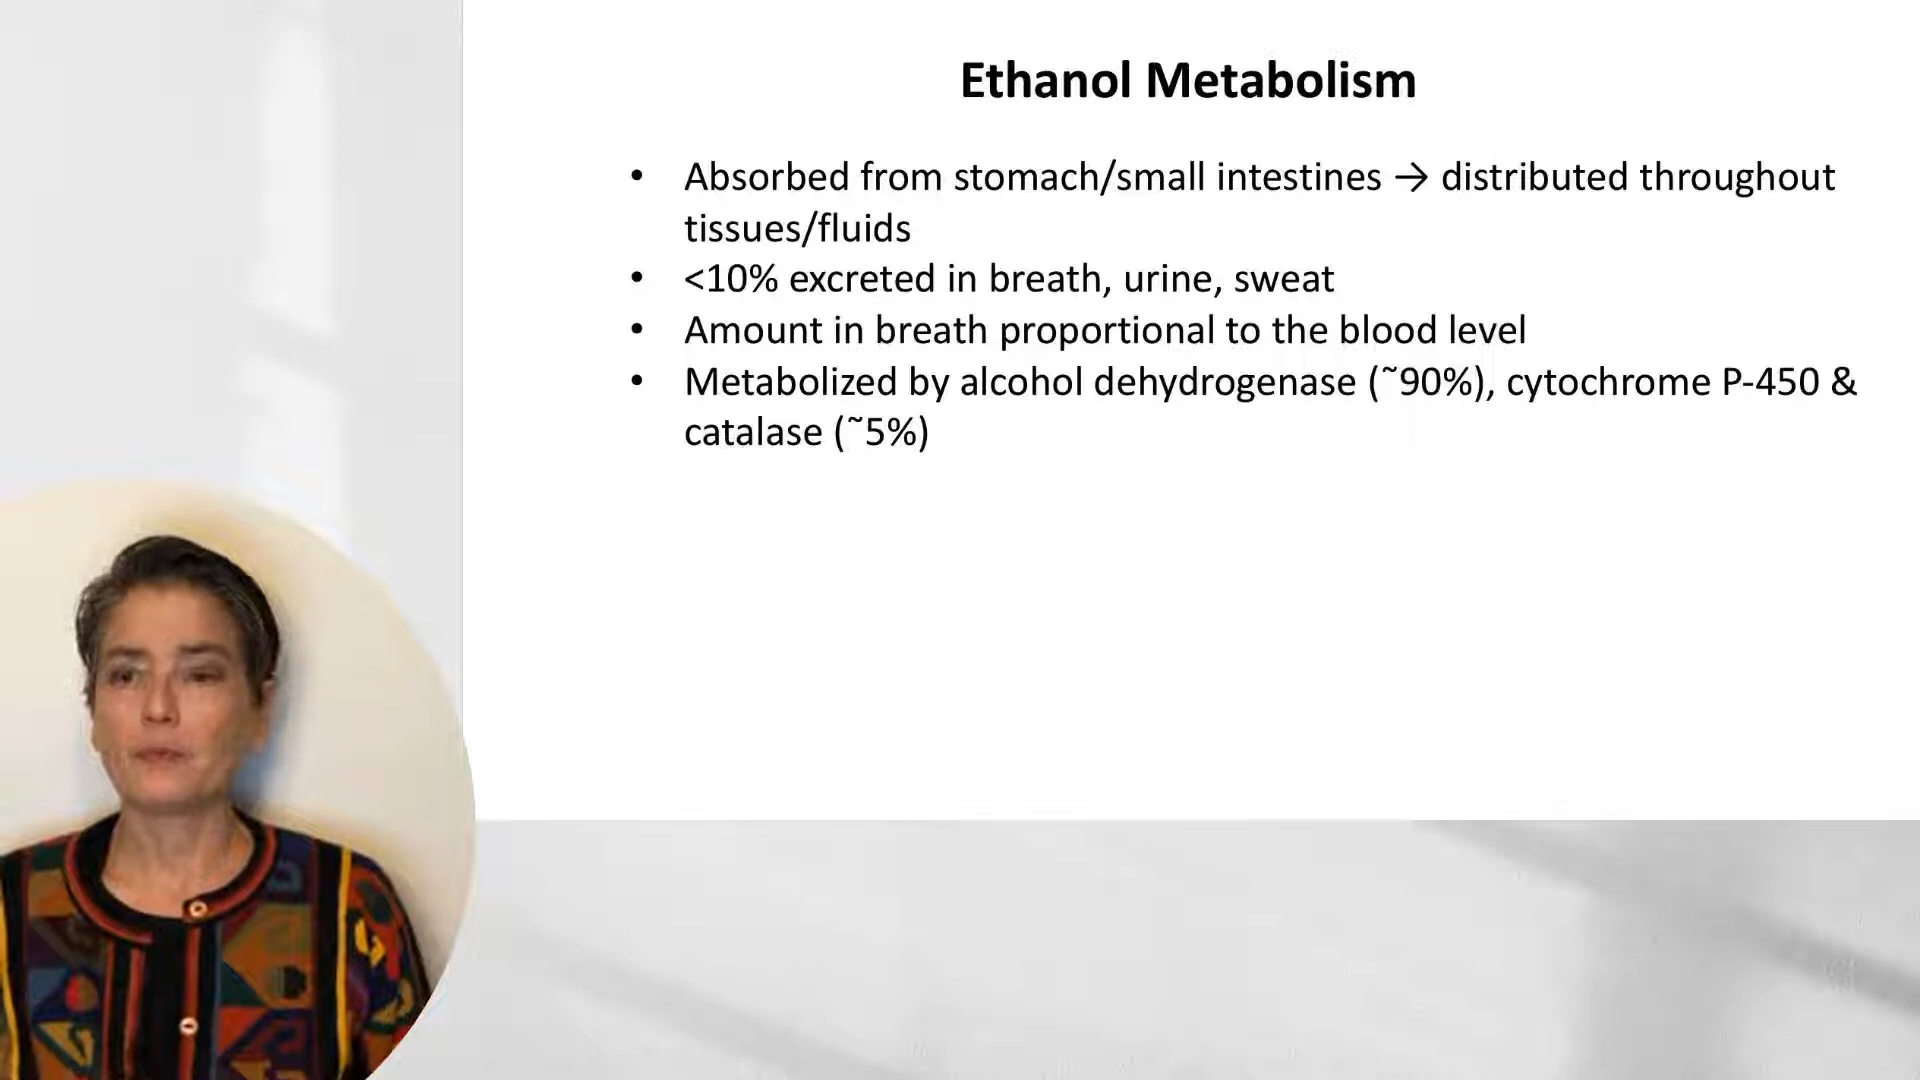 Ethanol Metabolism
• Absorbed from stomach/small intestines → distributed throughout
tissues/fluids
• <10% excreted in breath, urine, sweat
• Amount in breath proportional to the blood level
• Metabolized by alcohol dehydrogenase (˜90%), cytochrome P-450 &
catalase (˜5%)